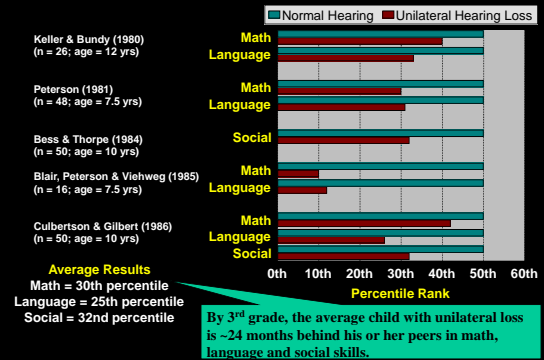 Normal Hearing Unilateral Hearing Loss
Keller & Bundy (1980)
(n = 26; age = 12 yrs)
Math
Language
Peterson (1981)
(n = 48; age = 7.5 yrs)
Math
Language
Bess & Thorpe (1984)
(n = 50; age = 10 yrs)
Social
Blair, Peterson & Viehweg (1985)
(n = 16; age = 7.5 yrs)
Math
Language
Culbertson & Gilbert (1986)
(n = 50; age = 10 yrs)
Math
Language
Social
0th 10th 20th 30th 40th 50th 60th
Percentile Rank
Average Results
Math = 30th percentile
Language = 25th percentile
Social = 32nd percentile
By 3rd grade, the average child with unilateral loss
is ~24 months behind his or her peers in math,
language and social skills.